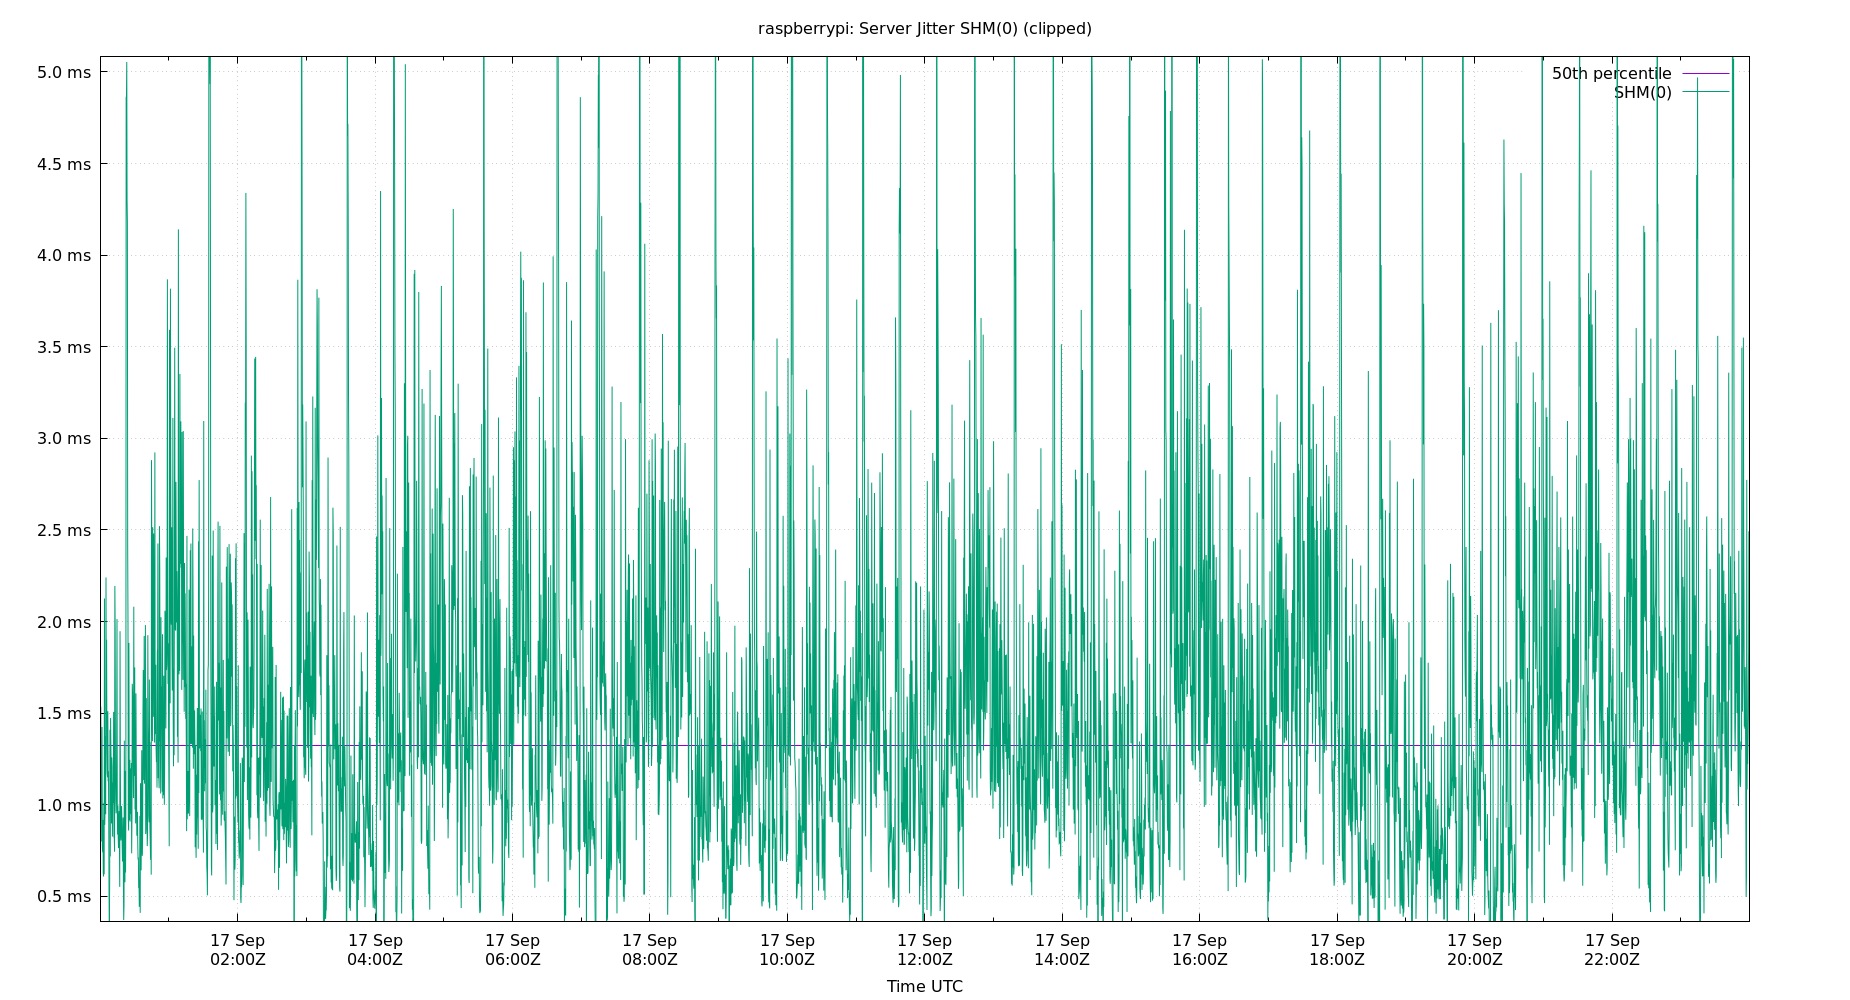 raspberrypi: Server Jitter SHM(0) (clipped)
5.0 ms
50th percentile
SHM(0)
4.5 ms
4.0 ms
3.5 ms
3.0 ms
2.5 ms
2.0 ms
1.5 ms
1.0 ms
0.5 ms
17 Sep 17 Sep 17 Sep 17 Sep 17 Sep 17 Sep 17 Sep 17 Sep 17 Sep 17 Sep 17 Sep
02:00Z 04:00Z 06:00Z 08:00Z 10:00Z 12:00Z 14:00Z 16:00Z 18:00Z 20:00Z 22:00Z
Time UTC